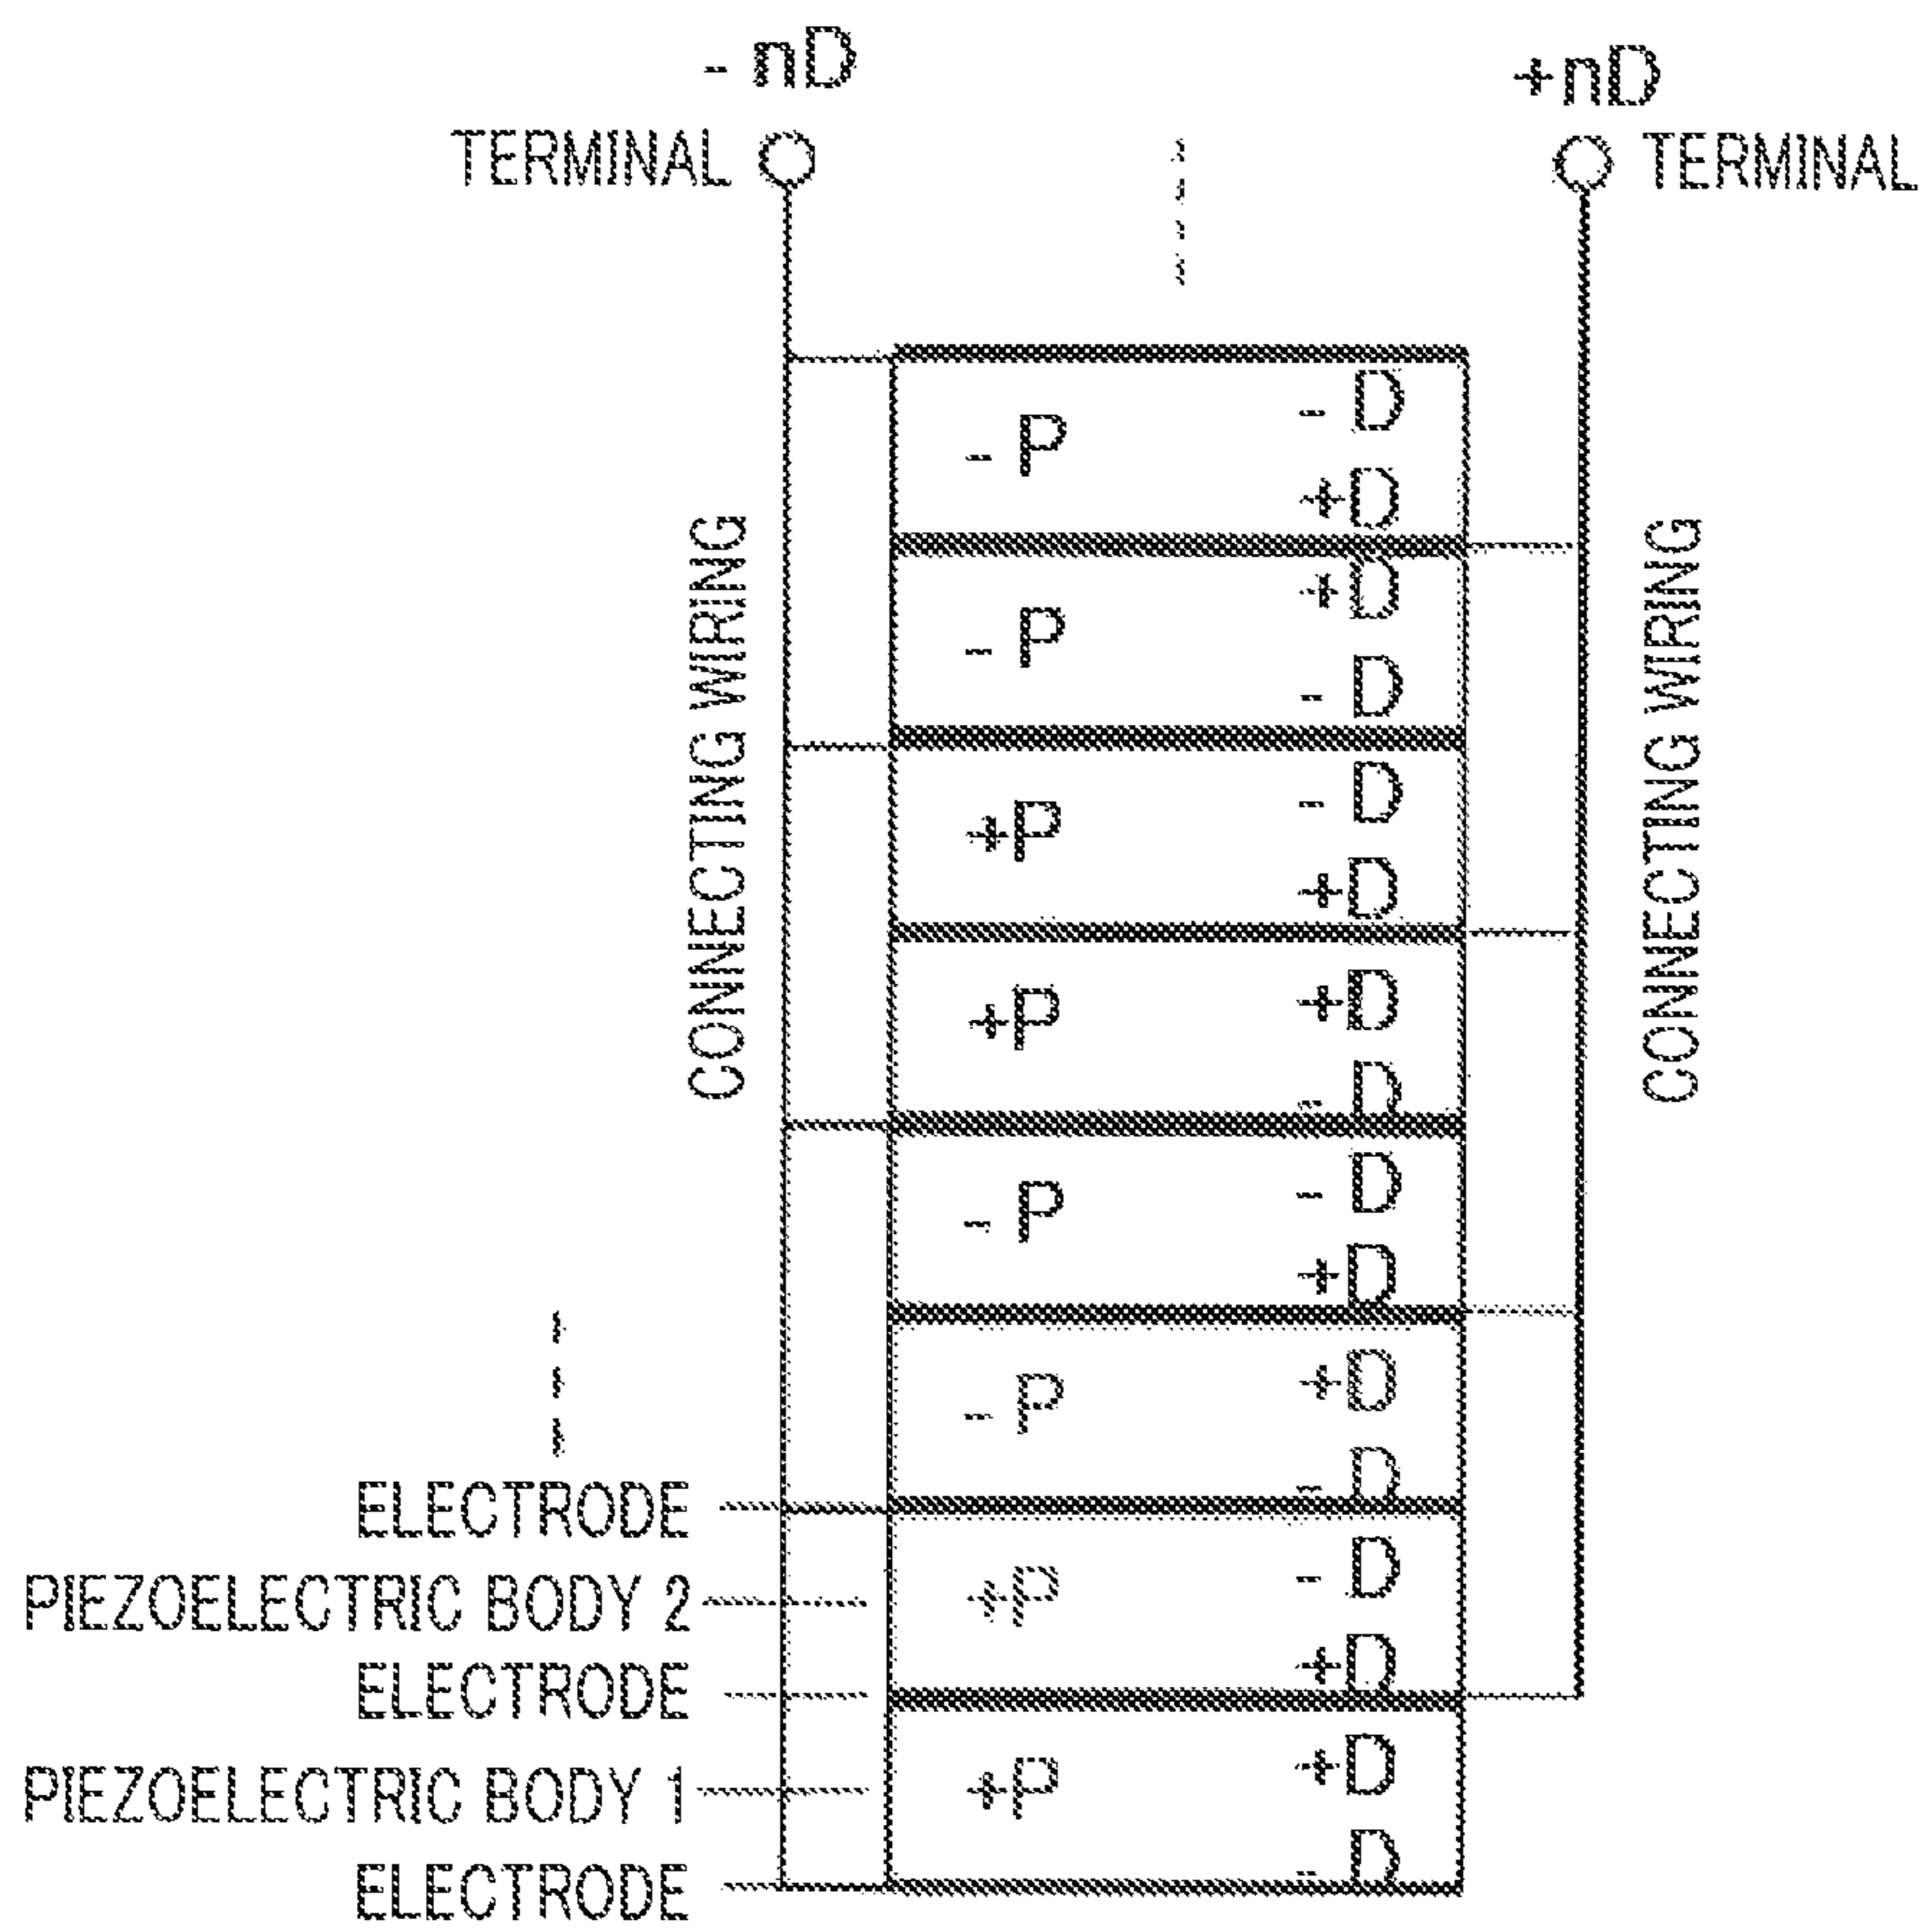 - nD
+nD
TERMINAL
TERMINAL
- P
- D
+D
- P
+D
- D
+P
- D
+D
+P
+D
- D
- P
- D
+D
- P
+D
- D
+P
- D
+D
+P
+D
- D
CONNECTING WIRING
CONNECTING WIRING
ELECTRODE
PIEZOELECTRIC BODY 2
ELECTRODE
PIEZOELECTRIC BODY 1
ELECTRODE